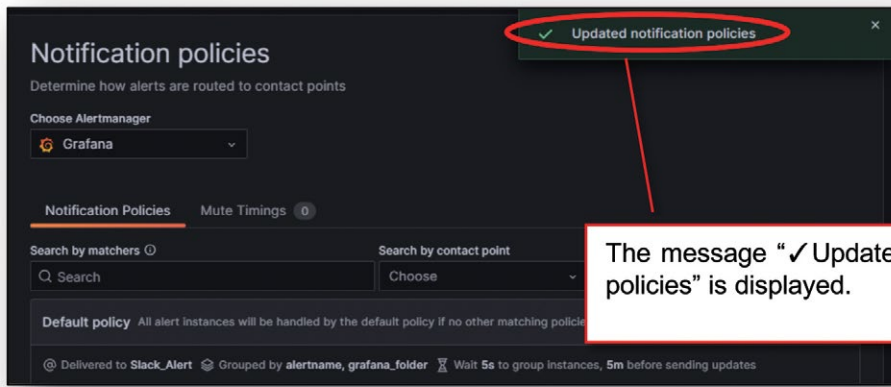 Notification policies
✓ Updated notification policies ×
Determine how alerts are routed to contact points
Choose Alertmanager
Grafana
Notification Policies Mute Timings 0
Search by matchers Search by contact point
Search Choose
The message “✓Update
policies” is displayed.
Default policy All alert instances will be handled by the default policy if no other matching policie
@ Delivered to Slack_Alert Grouped by alertname, grafana_folder Wait 5s to group instances, 5m before sending updates